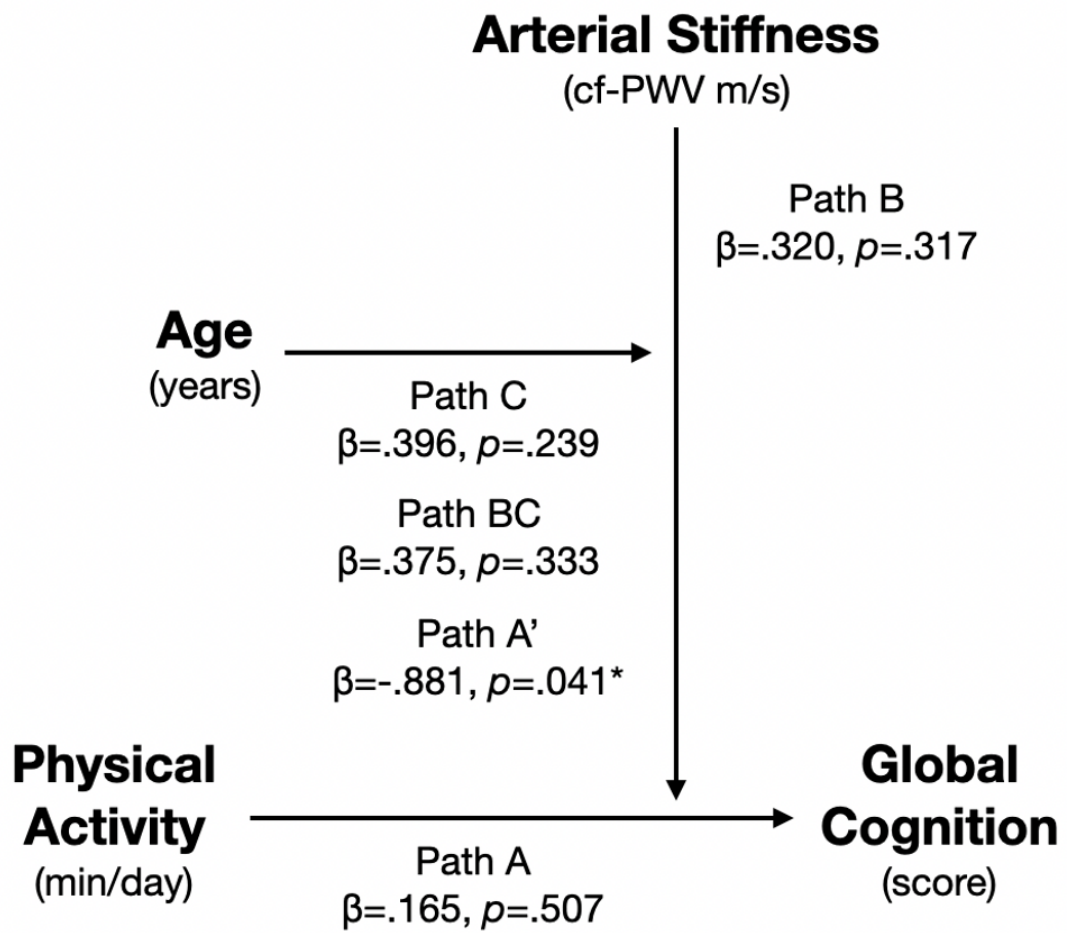 Arterial Stiffness
(cf-PWV m/s)
Path B
β=.320, p=.317
Age
(years)
Path C
β=.396, p=.239
Path BC
β=.375, p=.333
Path A’
β=-.881, p=.041*
Physical
Activity
(min/day)
Global
Cognition
(score)
Path A
β=.165, p=.507